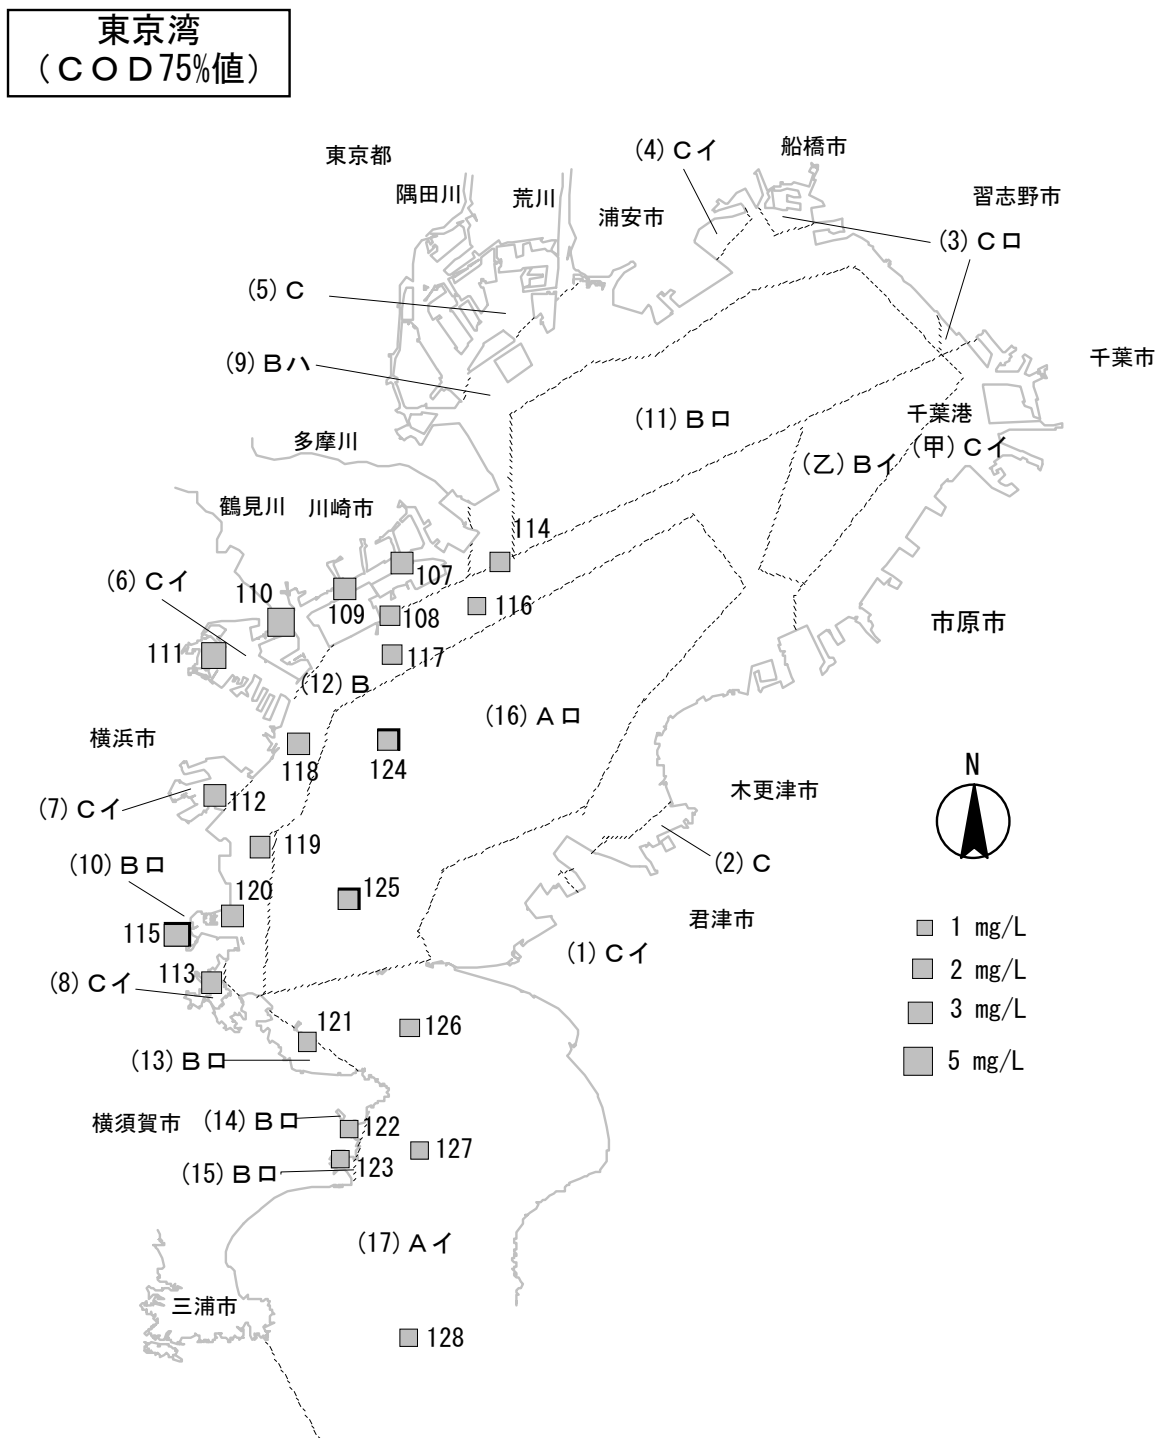 東京湾
（ＣＯＤ75%値）
東京都
隅田川
荒川
浦安市
(4)Ｃイ
船橋市
習志野市
(3)Ｃロ
(5)Ｃ
(9)Ｂハ
千葉市
(11)Ｂロ
千葉港
(甲)Ｃイ
(乙)Ｂイ
多摩川
鶴見川
川崎市
114
107
(6)Ｃイ
110
109
108
116
111
117
市原市
(12)Ｂ
(16)Ａロ
横浜市
118
124
N
木更津市
(7)Ｃイ
112
119
(2)Ｃ
(10)Ｂロ
120
125
君津市
115
1 mg/L
(1)Ｃイ
113
2 mg/L
(8)Ｃイ
3 mg/L
121
126
(13)Ｂロ
5 mg/L
横須賀市
(14)Ｂロ
122
127
(15)Ｂロ
123
(17)Ａイ
三浦市
128